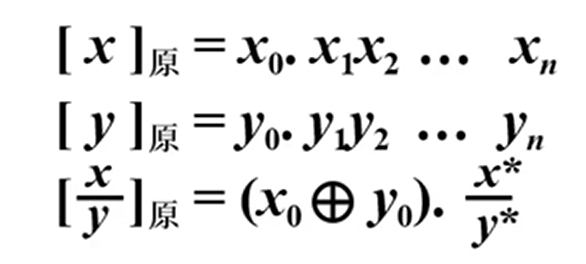 [ x ]原 = x₀. x₁x₂ … xₙ
[ y ]原 = y₀. y₁y₂ … yₙ
[x/y]原 = (x₀ ⊕ y₀). x*/y*